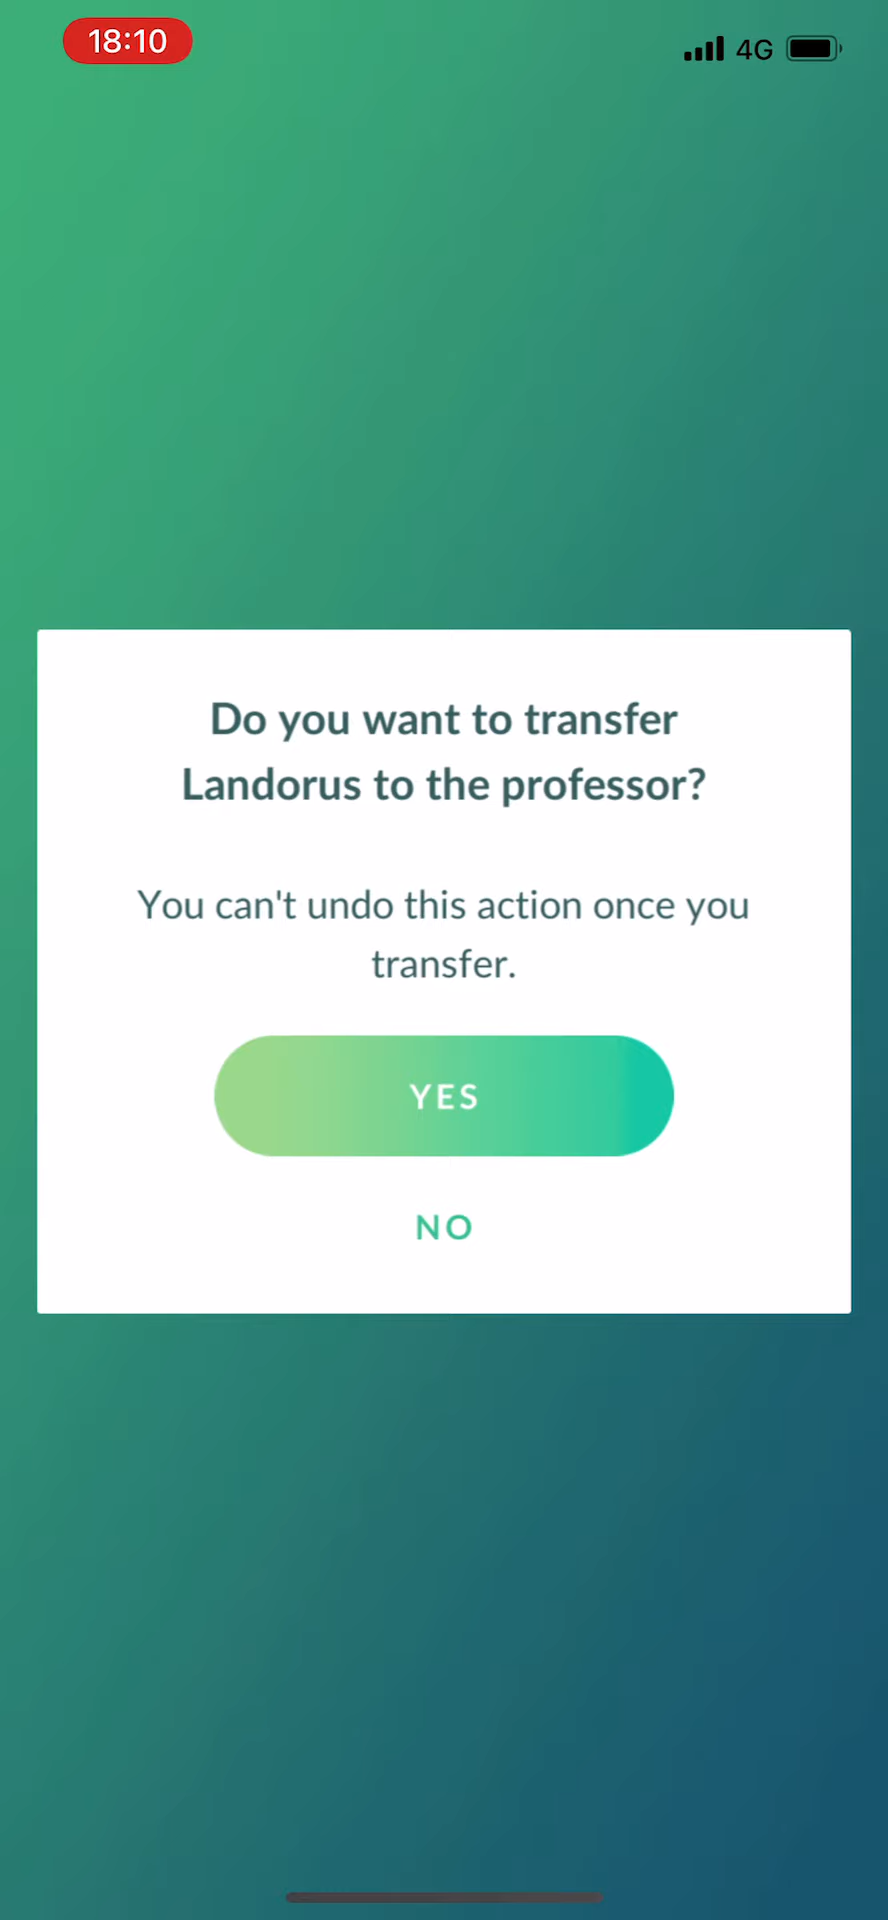 18:10
4G
Do you want to transfer
Landorus to the professor?
You can't undo this action once you
transfer.
YES
NO